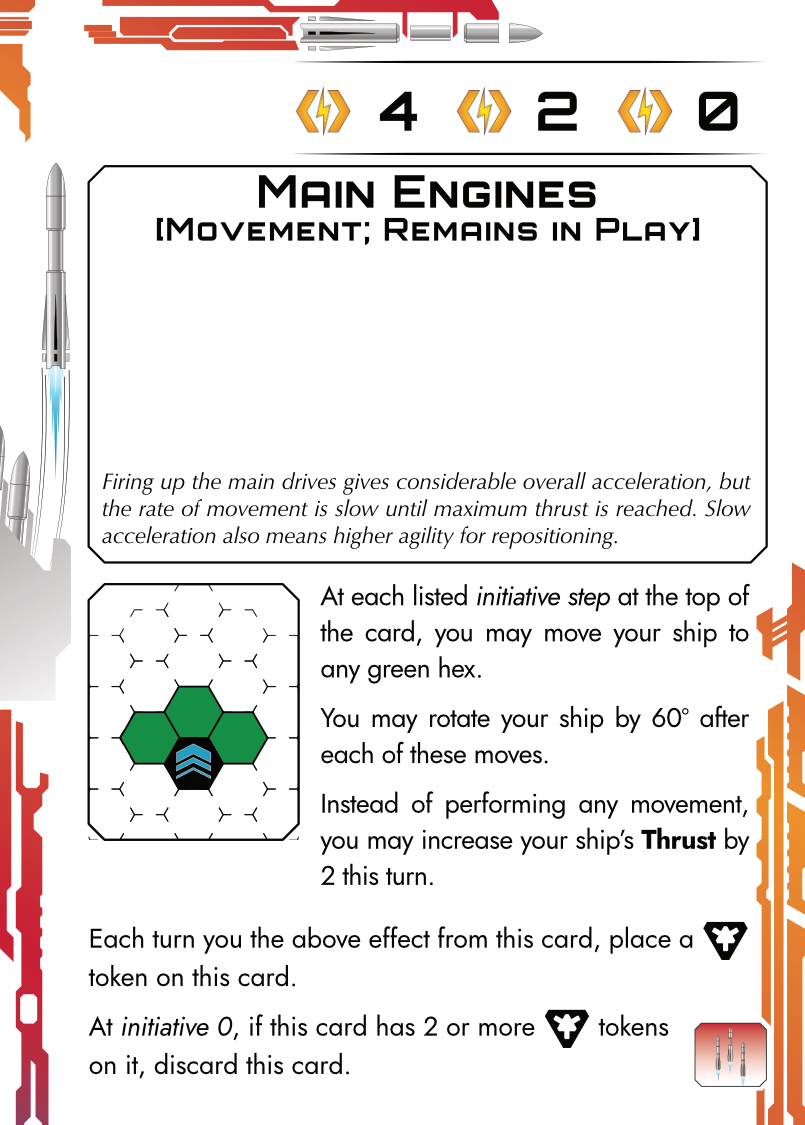 4 2 0
Main Engines
[Movement; Remains in Play]
Firing up the main drives gives considerable overall acceleration, but
the rate of movement is slow until maximum thrust is reached. Slow
acceleration also means higher agility for repositioning.
At each listed initiative step at the top of
the card, you may move your ship to
any green hex.
You may rotate your ship by 60° after
each of these moves.
Instead of performing any movement,
you may increase your ship's Thrust by
2 this turn.
Each turn you the above effect from this card, place a
token on this card.
At initiative 0, if this card has 2 or more tokens
on it, discard this card.